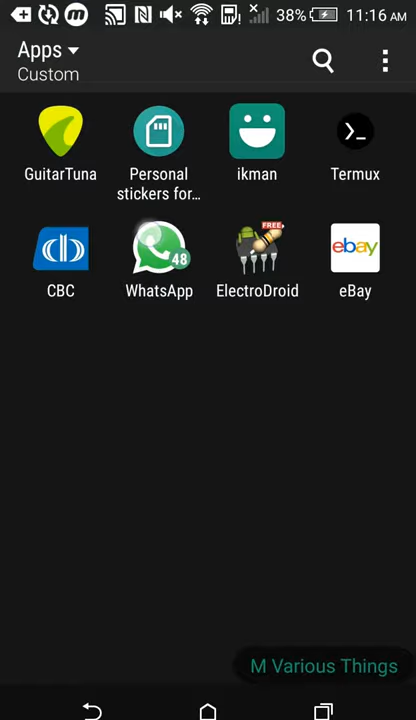 38% 11:16 AM
Apps
Custom
GuitarTuna
Personal
stickers for...
ikman
Termux
CBC
48
WhatsApp
FREE
ElectroDroid
ebay
eBay
M Various Things